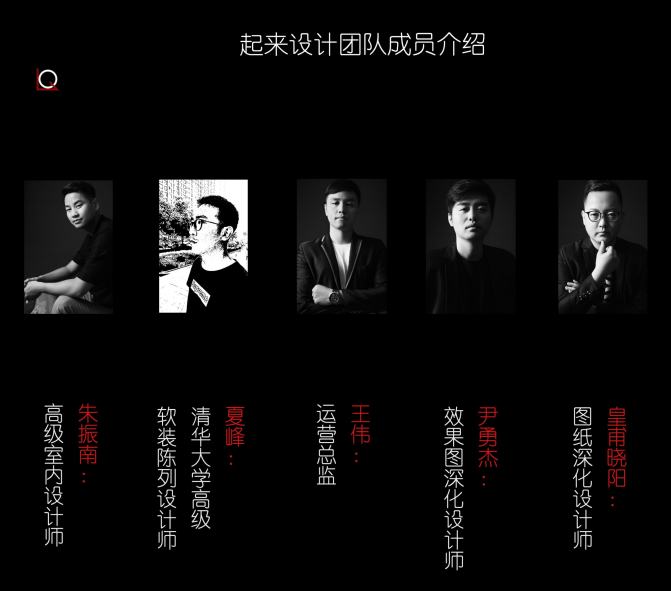 起来设计团队成员介绍
LQ
朱振南：
高级室内设计师
夏峰：
清华大学高级
软装陈列设计师
王伟：
运营总监
尹勇杰：
效果图深化设计师
皇甫晓阳：
图纸深化设计师